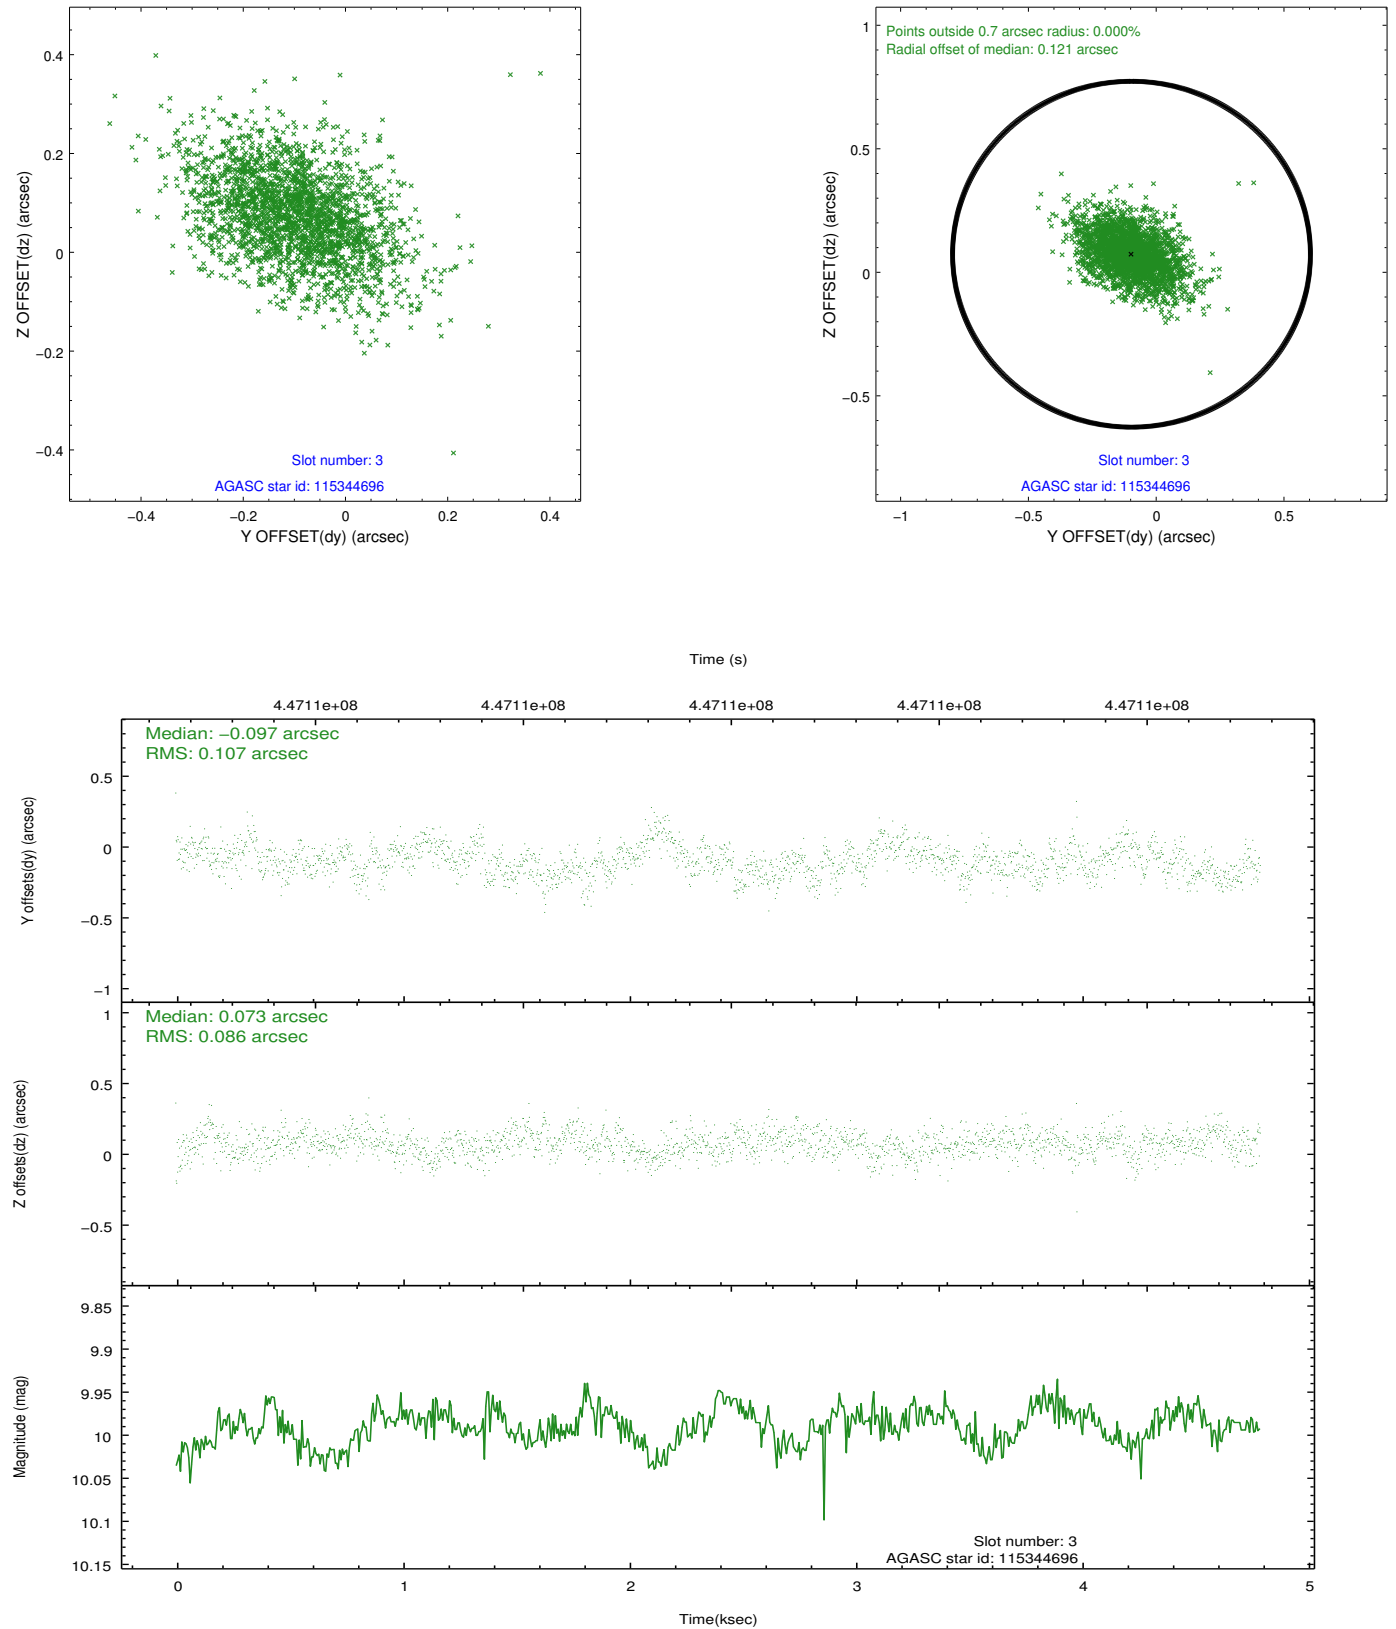 0.4
0.2
0
−0.2
−0.4
Z OFFSET(dz) (arcsec)
Slot number: 3
AGASC star id: 115344696
−0.4
−0.2
0
0.2
0.4
Y OFFSET(dy) (arcsec)
Points outside 0.7 arcsec radius: 0.000%
Radial offset of median: 0.121 arcsec
1
0.5
0
−0.5
Z OFFSET(dz) (arcsec)
Slot number: 3
AGASC star id: 115344696
−1
−0.5
0
0.5
Y OFFSET(dy) (arcsec)
Time (s)
4.4711e+08
4.4711e+08
4.4711e+08
4.4711e+08
4.4711e+08
Median: −0.097 arcsec
RMS: 0.107 arcsec
0.5
0
−0.5
−1
Y offsets(dy) (arcsec)
Median: 0.073 arcsec
RMS: 0.086 arcsec
1
0.5
0
−0.5
Z offsets(dz) (arcsec)
9.85
9.9
9.95
10
10.05
10.1
10.15
Magnitude (mag)
Slot number: 3
AGASC star id: 115344696
0
1
2
3
4
5
Time(ksec)